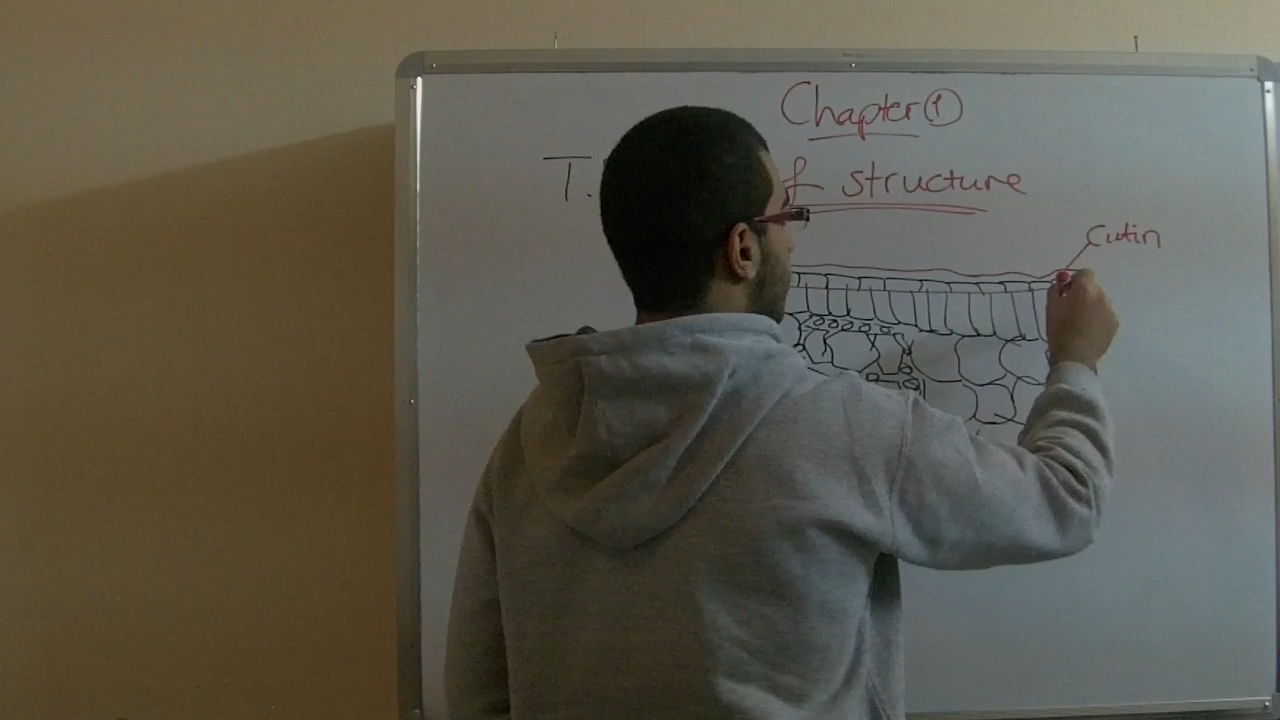 Chapter ①
T. f structure
Cutin